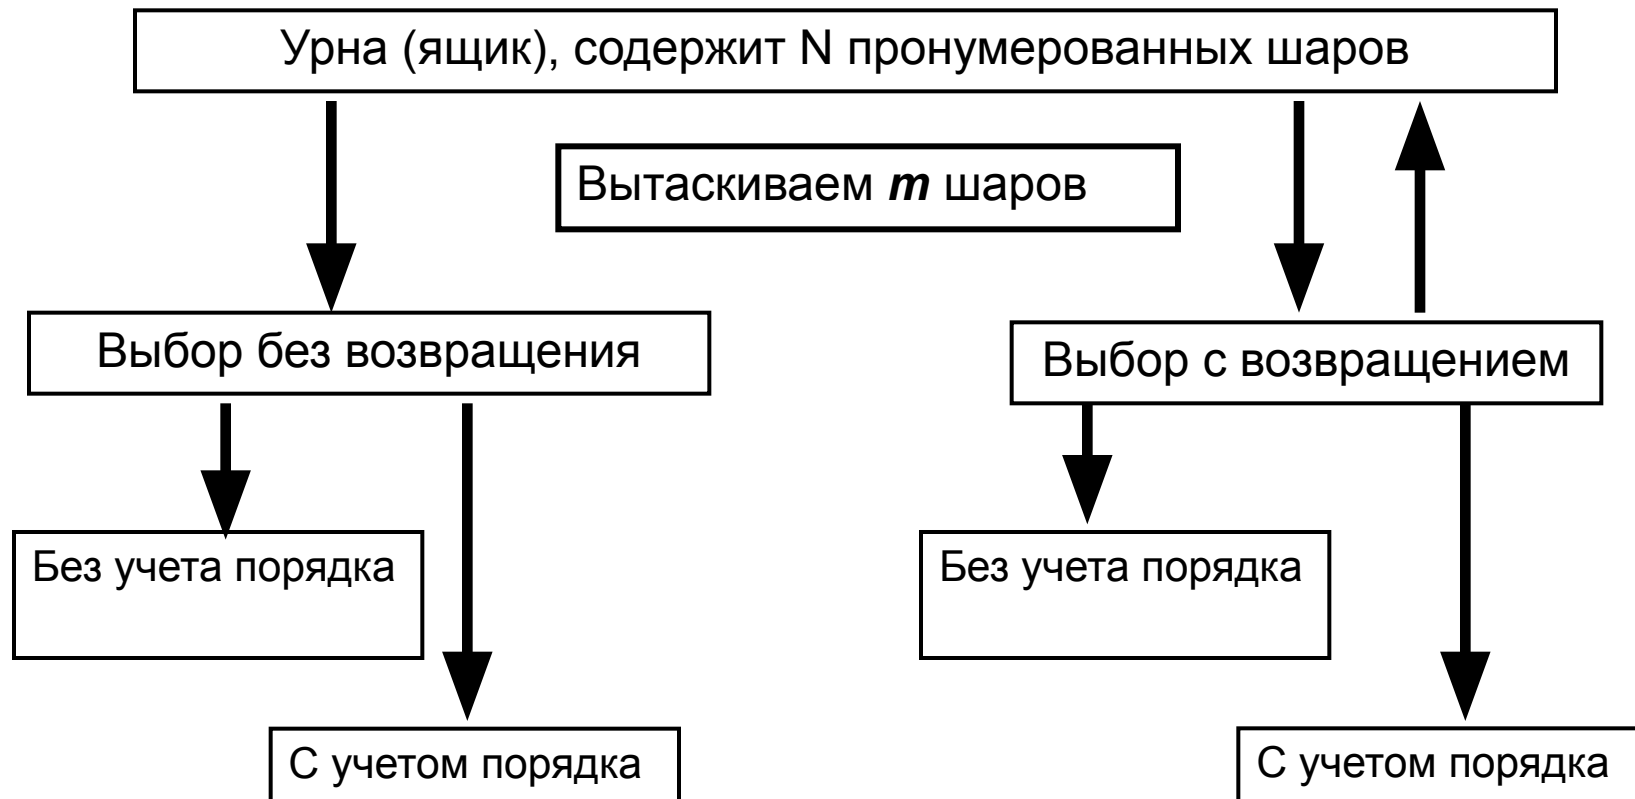 Урна (ящик), содержит N пронумерованных шаров
Вытаскиваем m шаров
Выбор без возвращения
Выбор с возвращением
Без учета порядка
Без учета порядка
С учетом порядка
С учетом порядка